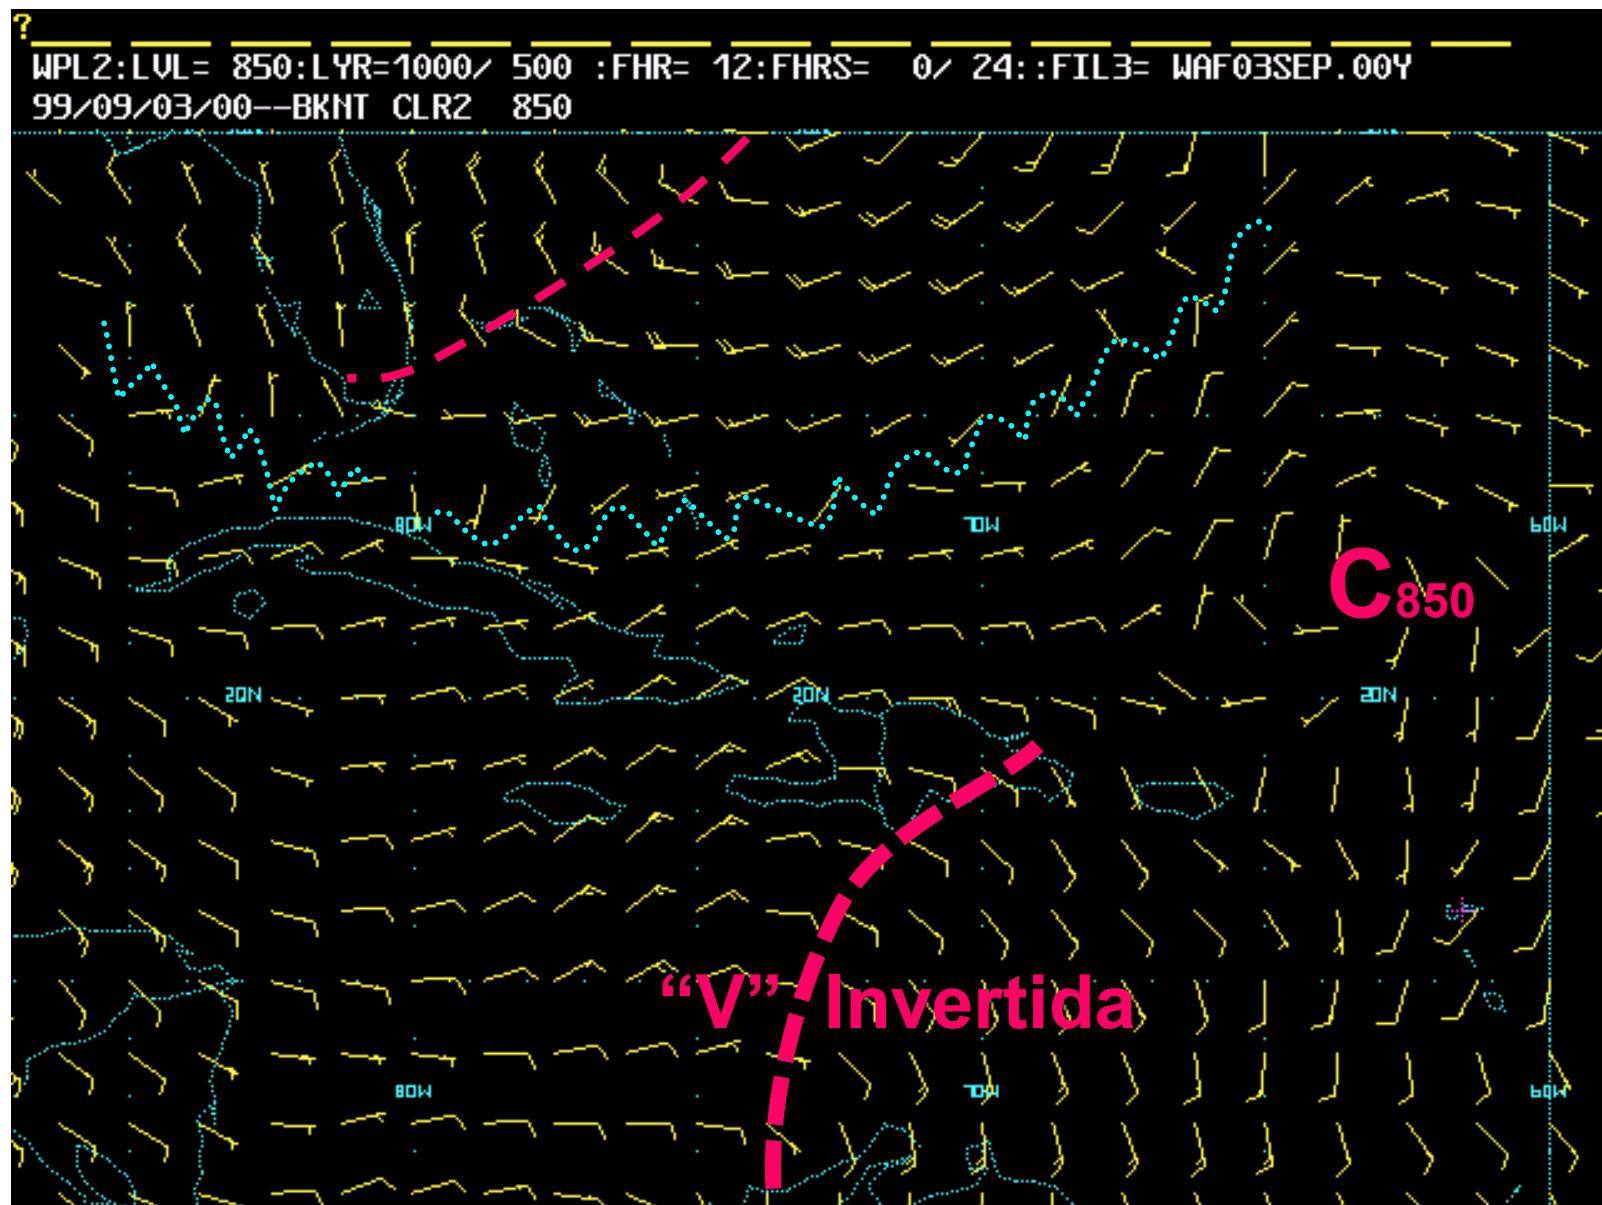 ?
WPL2:LVL= 850:LYR=1000/ 500 :FHR= 12:FHRS=  0/ 24::FIL3= WAF03SEP.00Y
99/09/03/00--BKNT CLR2  850
80W 70W 60W
C850
20N 20N 20N
“V” Invertida
80W 70W 60W